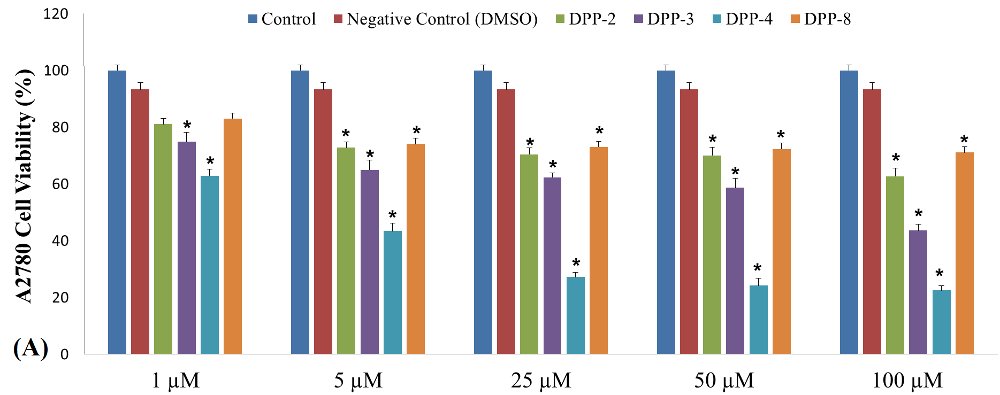 120
Control Negative Control (DMSO) DPP-2 DPP-3 DPP-4 DPP-8
100
80
60
40
20
0
A2780 Cell Viability (%)
* *
* * * *
* * * *
* * * *
* * * *
(A)
1 µM 5 µM 25 µM 50 µM 100 µM